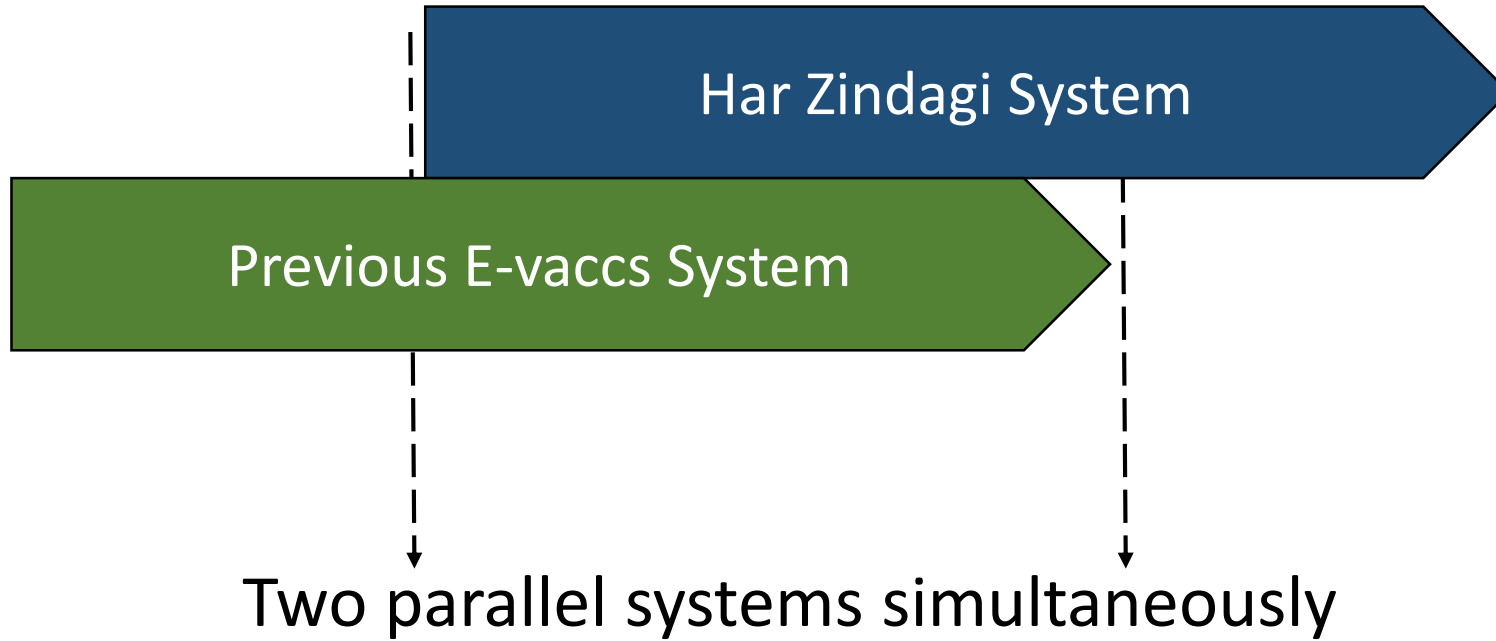 Har Zindagi System
Previous E-vaccs System
Two parallel systems simultaneously